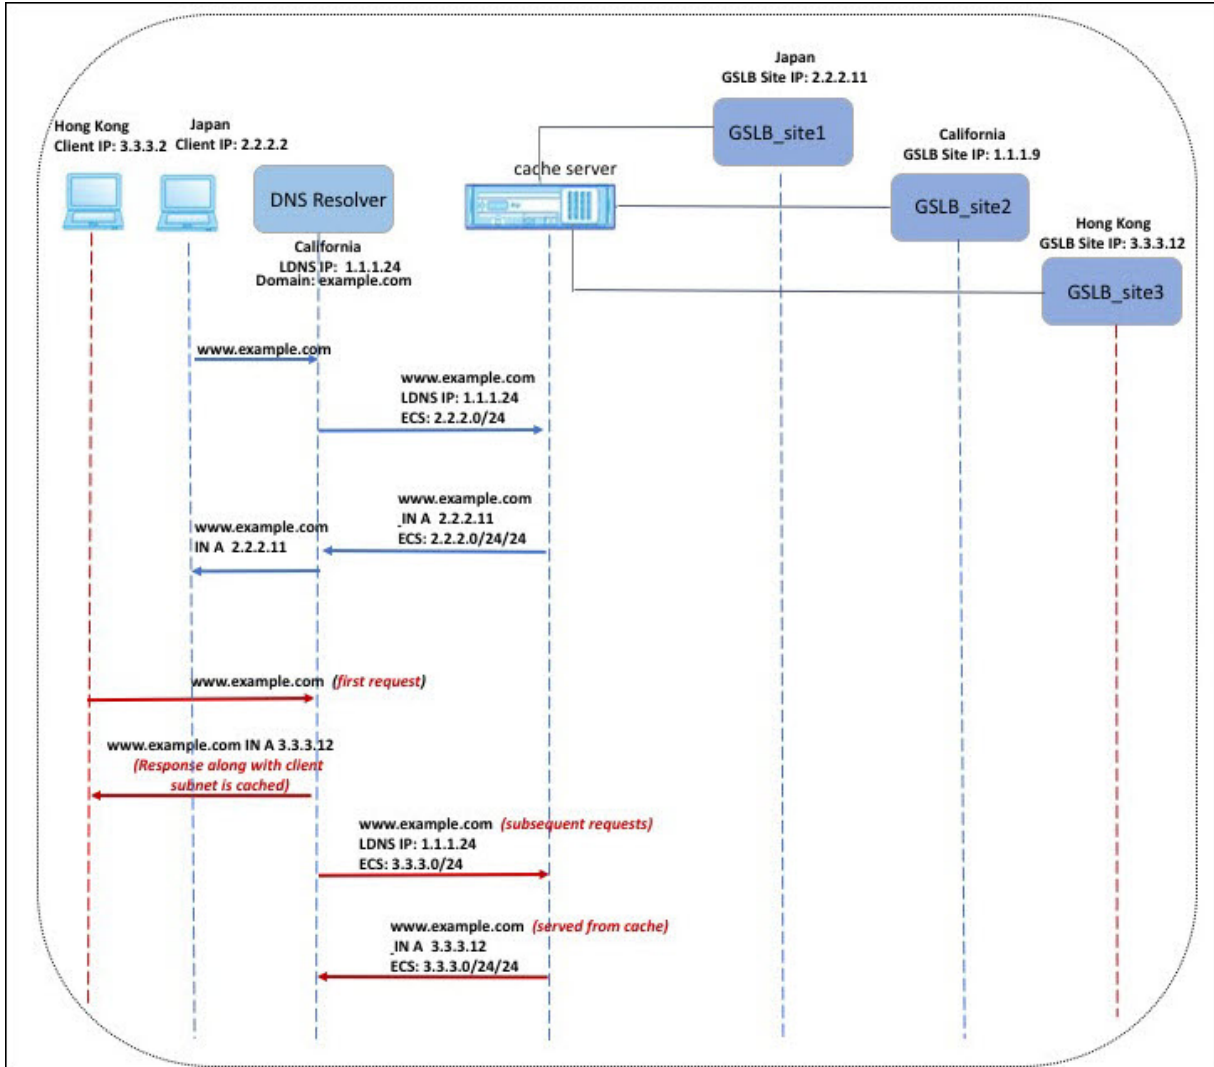 Japan
GSLB Site IP: 2.2.2.11
Hong Kong
Client IP: 3.3.3.2
Japan
Client IP: 2.2.2.2
GSLB_site1
California
GSLB Site IP: 1.1.1.9
cache server
DNS Resolver
GSLB_site2
Hong Kong
GSLB Site IP: 3.3.3.12
California
LDNS IP: 1.1.1.24
Domain: example.com
GSLB_site3
www.example.com
www.example.com
LDNS IP: 1.1.1.24
ECS: 2.2.2.0/24
www.example.com
_IN A 2.2.2.11
ECS: 2.2.2.0/24/24
www.example.com
IN A 2.2.2.11
www.example.com (first request)
www.example.com IN A 3.3.3.12
(Response along with client
subnet is cached)
www.example.com (subsequent requests)
LDNS IP: 1.1.1.24
ECS: 3.3.3.0/24
www.example.com (served from cache)
_IN A 3.3.3.12
ECS: 3.3.3.0/24/24